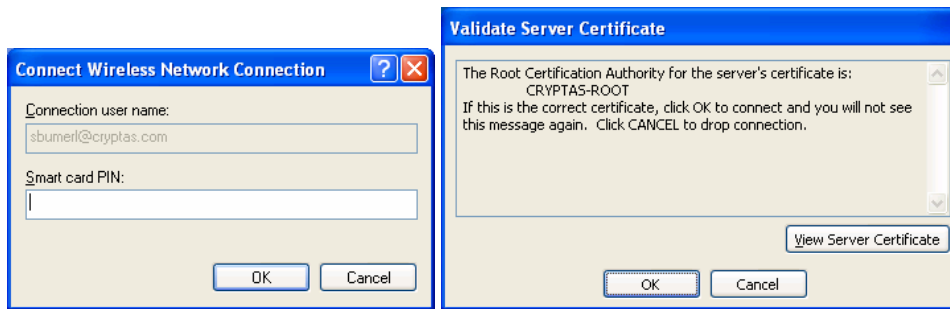 Connect Wireless Network Connection
Connection user name:
sbumerl@cryptas.com
Smart card PIN:
OK Cancel
Validate Server Certificate
The Root Certification Authority for the server's certificate is:
CRYPTAS-ROOT
If this is the correct certificate, click OK to connect and you will not see
this message again. Click CANCEL to drop connection.
View Server Certificate
OK Cancel